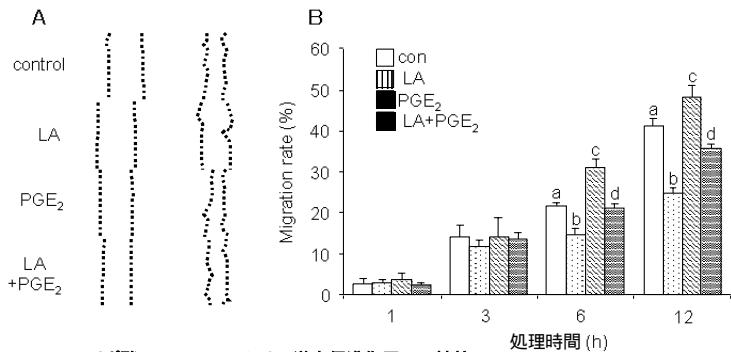 A
control
LA
PGE₂
LA
+PGE₂
B
Migration rate (%)
60
50
40
30
20
10
0
con
LA
PGE₂
LA+PGE₂
a
b
c
d
a
b
c
d
1
3
6
12
処理時間 (h)